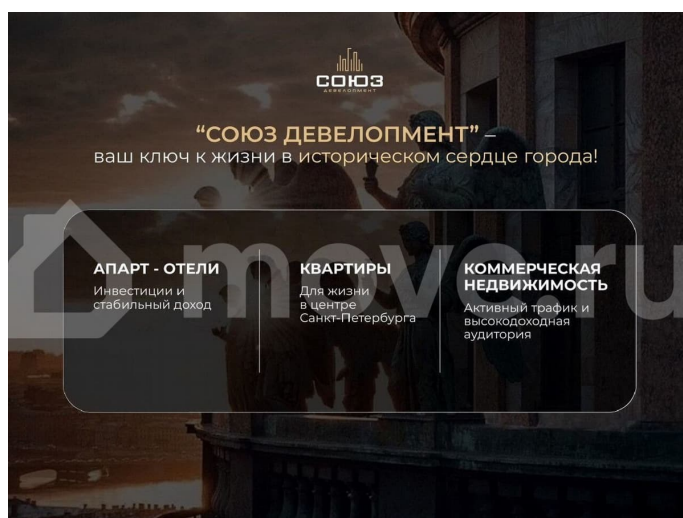 СОЮЗ
ДЕВЕЛОПМЕНТ
“СОЮЗ ДЕВЕЛОПМЕНТ” –
ваш ключ к жизни в историческом сердце города!
АПАРТ - ОТЕЛИ
Инвестиции и
стабильный доход
КВАРТИРЫ
Для жизни
в центре
Санкт-Петербурга
КОММЕРЧЕСКАЯ
НЕДВИЖИМОСТЬ
Активный трафик и
высокодоходная
аудитория
move.ru